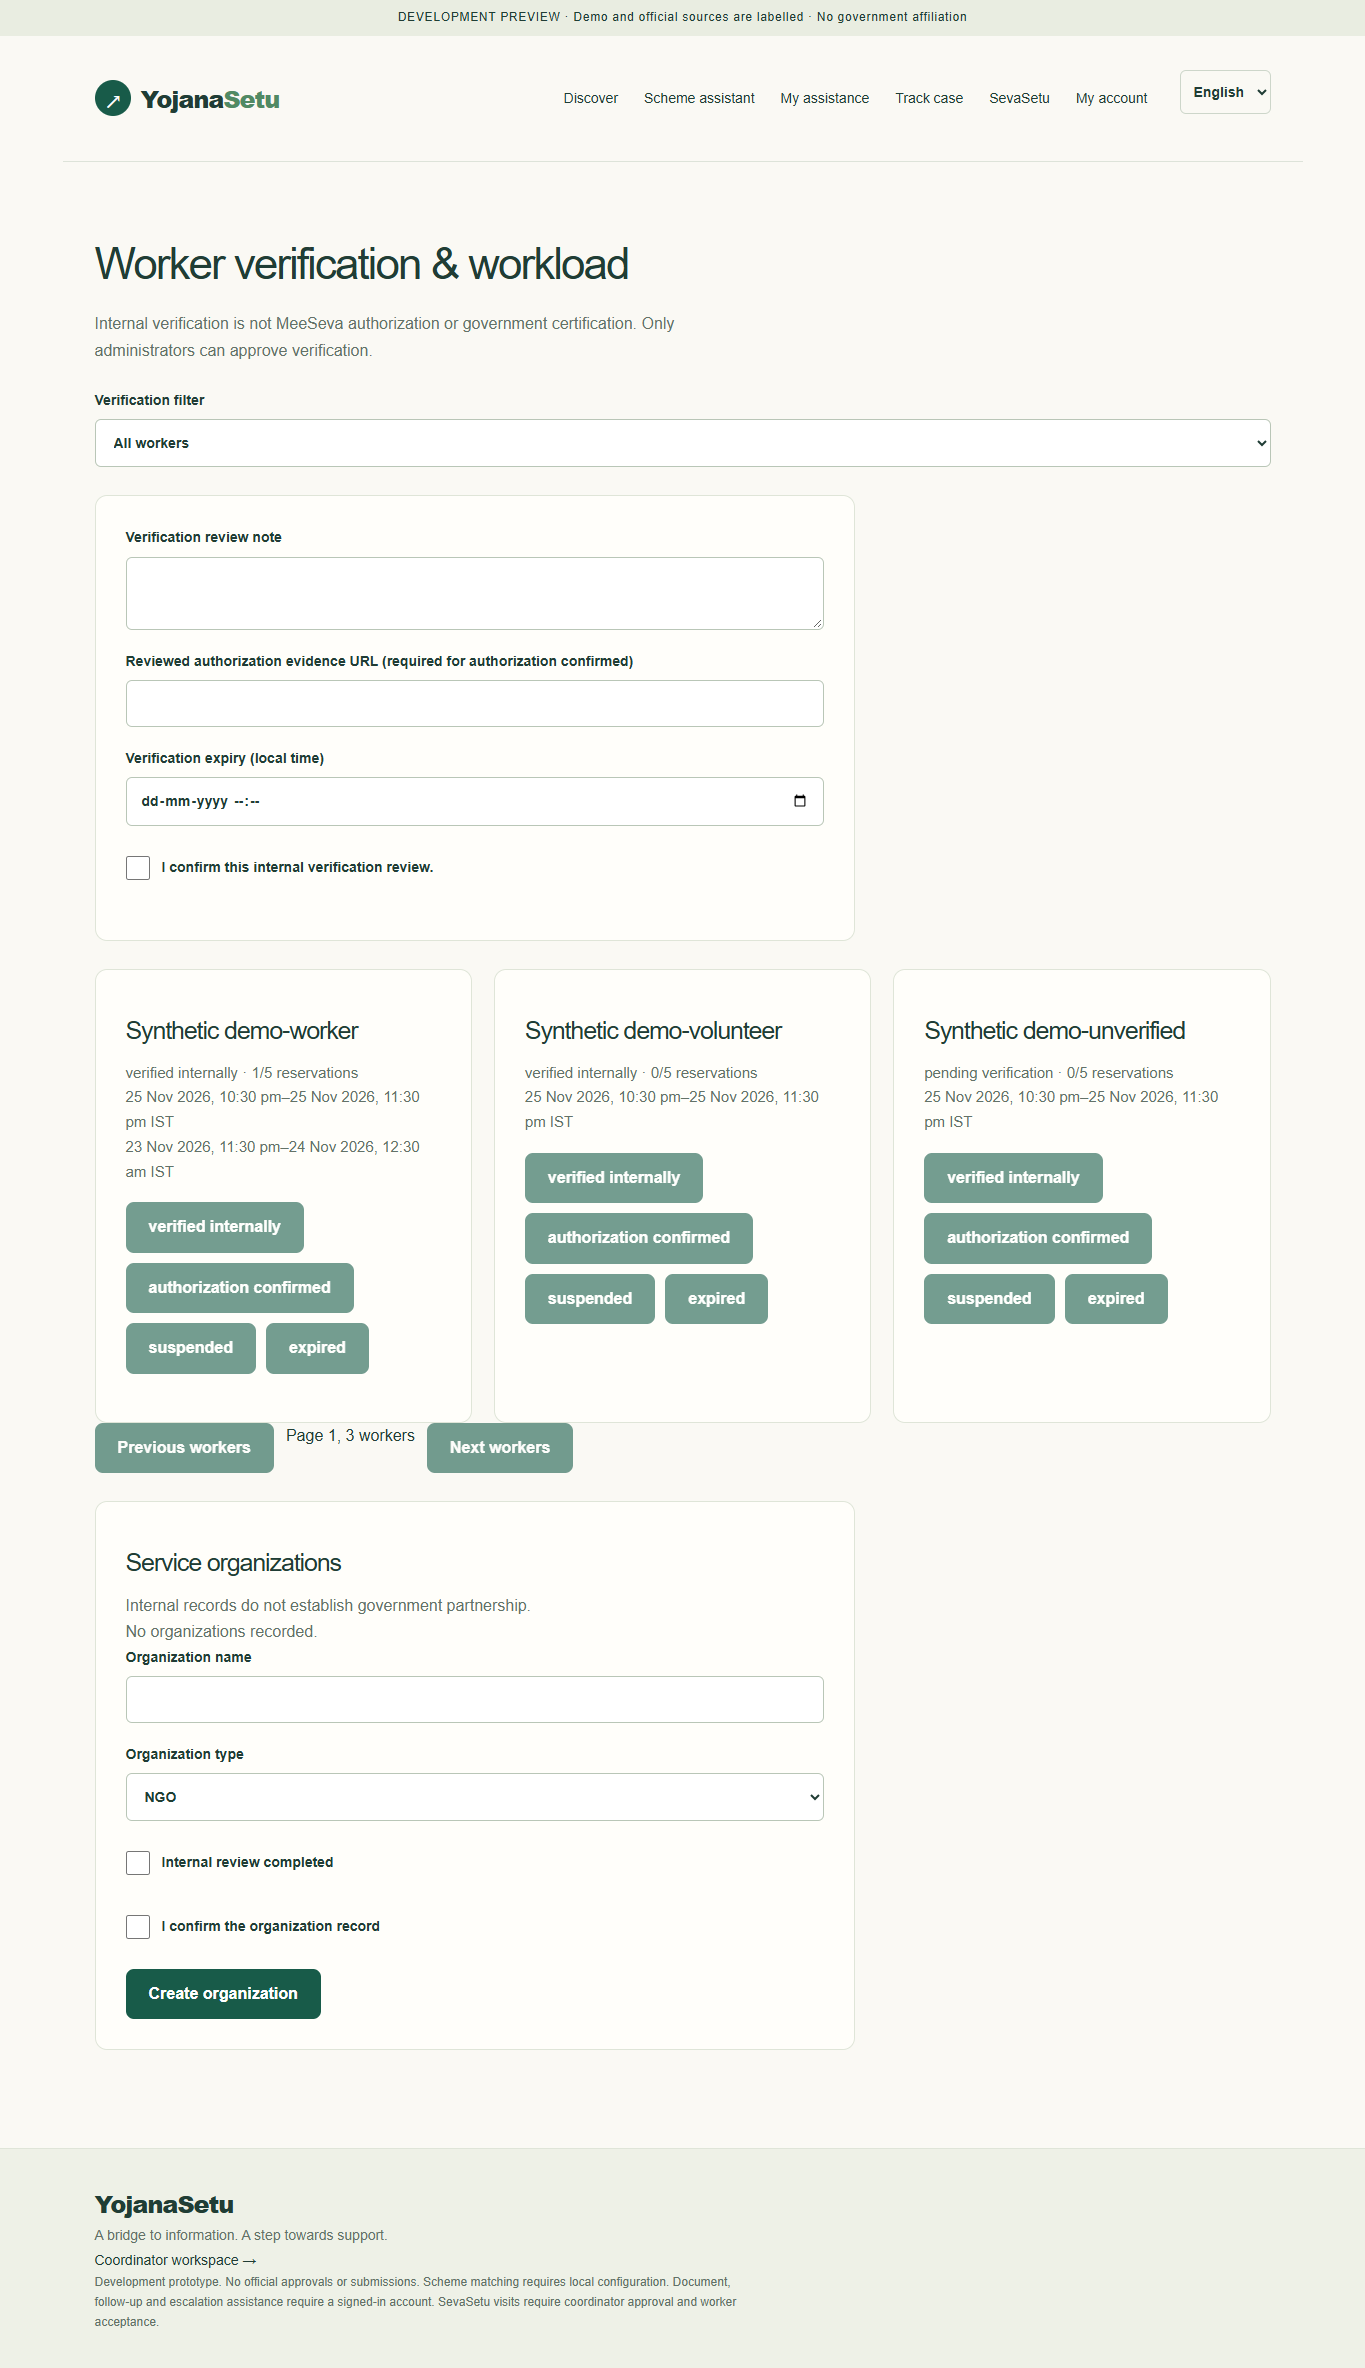 DEVELOPMENT PREVIEW · Demo and official sources are labelled · No government affiliation
YojanaSetu
Discover
Scheme assistant
My assistance
Track case
SevaSetu
My account
English
Worker verification & workload
Internal verification is not MeeSeva authorization or government certification. Only
administrators can approve verification.
Verification filter
All workers
Verification review note
Reviewed authorization evidence URL (required for authorization confirmed)
Verification expiry (local time)
dd-mm-yyyy --:--
I confirm this internal verification review.
Synthetic demo-worker
verified internally · 1/5 reservations
25 Nov 2026, 10:30 pm–25 Nov 2026, 11:30
pm IST
23 Nov 2026, 11:30 pm–24 Nov 2026, 12:30
am IST
verified internally
authorization confirmed
suspended
expired
Synthetic demo-volunteer
verified internally · 0/5 reservations
25 Nov 2026, 10:30 pm–25 Nov 2026, 11:30
pm IST
verified internally
authorization confirmed
suspended
expired
Synthetic demo-unverified
pending verification · 0/5 reservations
25 Nov 2026, 10:30 pm–25 Nov 2026, 11:30
pm IST
verified internally
authorization confirmed
suspended
expired
Previous workers
Page 1, 3 workers
Next workers
Service organizations
Internal records do not establish government partnership.
No organizations recorded.
Organization name
Organization type
NGO
Internal review completed
I confirm the organization record
Create organization
YojanaSetu
A bridge to information. A step towards support.
Coordinator workspace →
Development prototype. No official approvals or submissions. Scheme matching requires local configuration. Document,
follow-up and escalation assistance require a signed-in account. SevaSetu visits require coordinator approval and worker
acceptance.